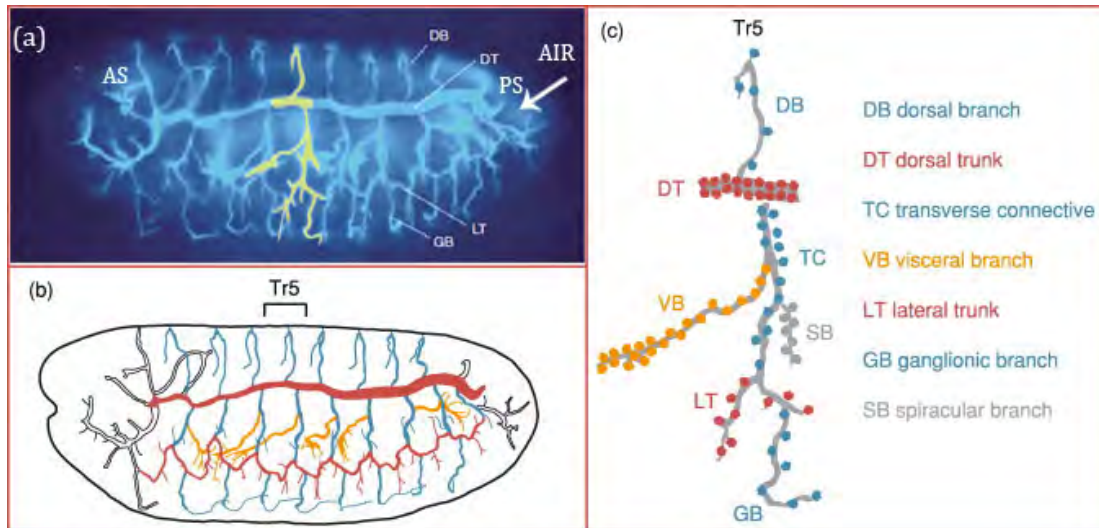 (a)
DB
DT
AS
PS
AIR
LT
GB
(b)
Tr5
(c)
Tr5
DB
DT
TC
VB
SB
LT
GB
DB dorsal branch
DT dorsal trunk
TC transverse connective
VB visceral branch
LT lateral trunk
GB ganglionic branch
SB spiracular branch